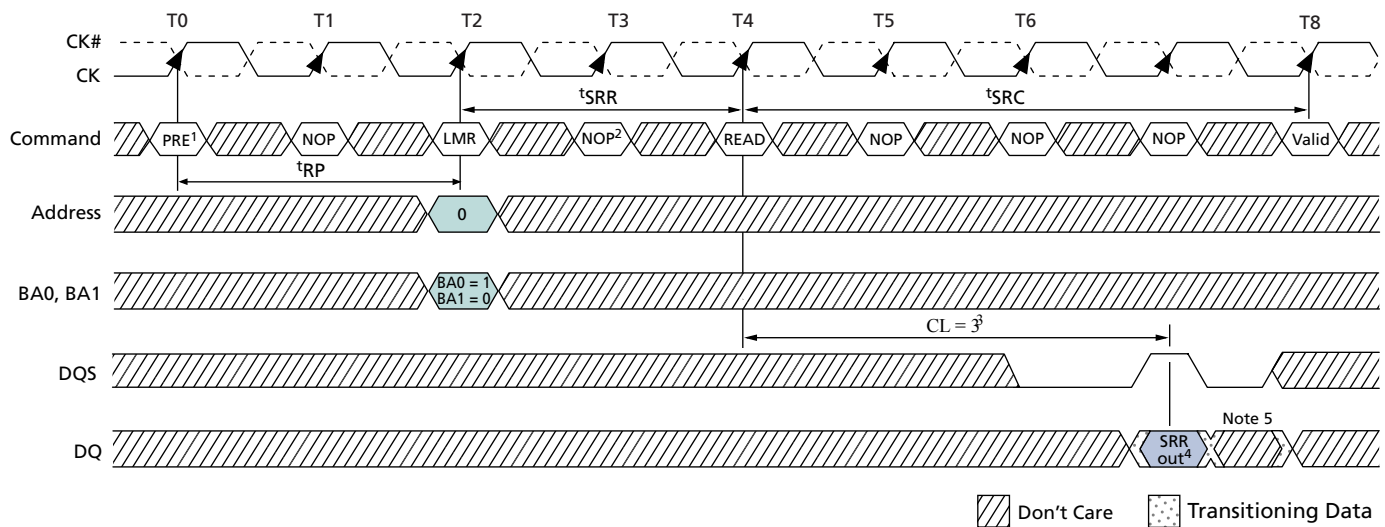 T0 T1 T2 T3 T4 T5 T6 T8
CK#
CK
tSRR tSRC
Command PRE1 NOP LMR NOP2 READ NOP NOP NOP Valid
tRP
Address 0
BA0, BA1 BA0 = 1
BA1 = 0
CL = 33
DQS
Note 5
DQ SRR
out4
Don't Care Transitioning Data